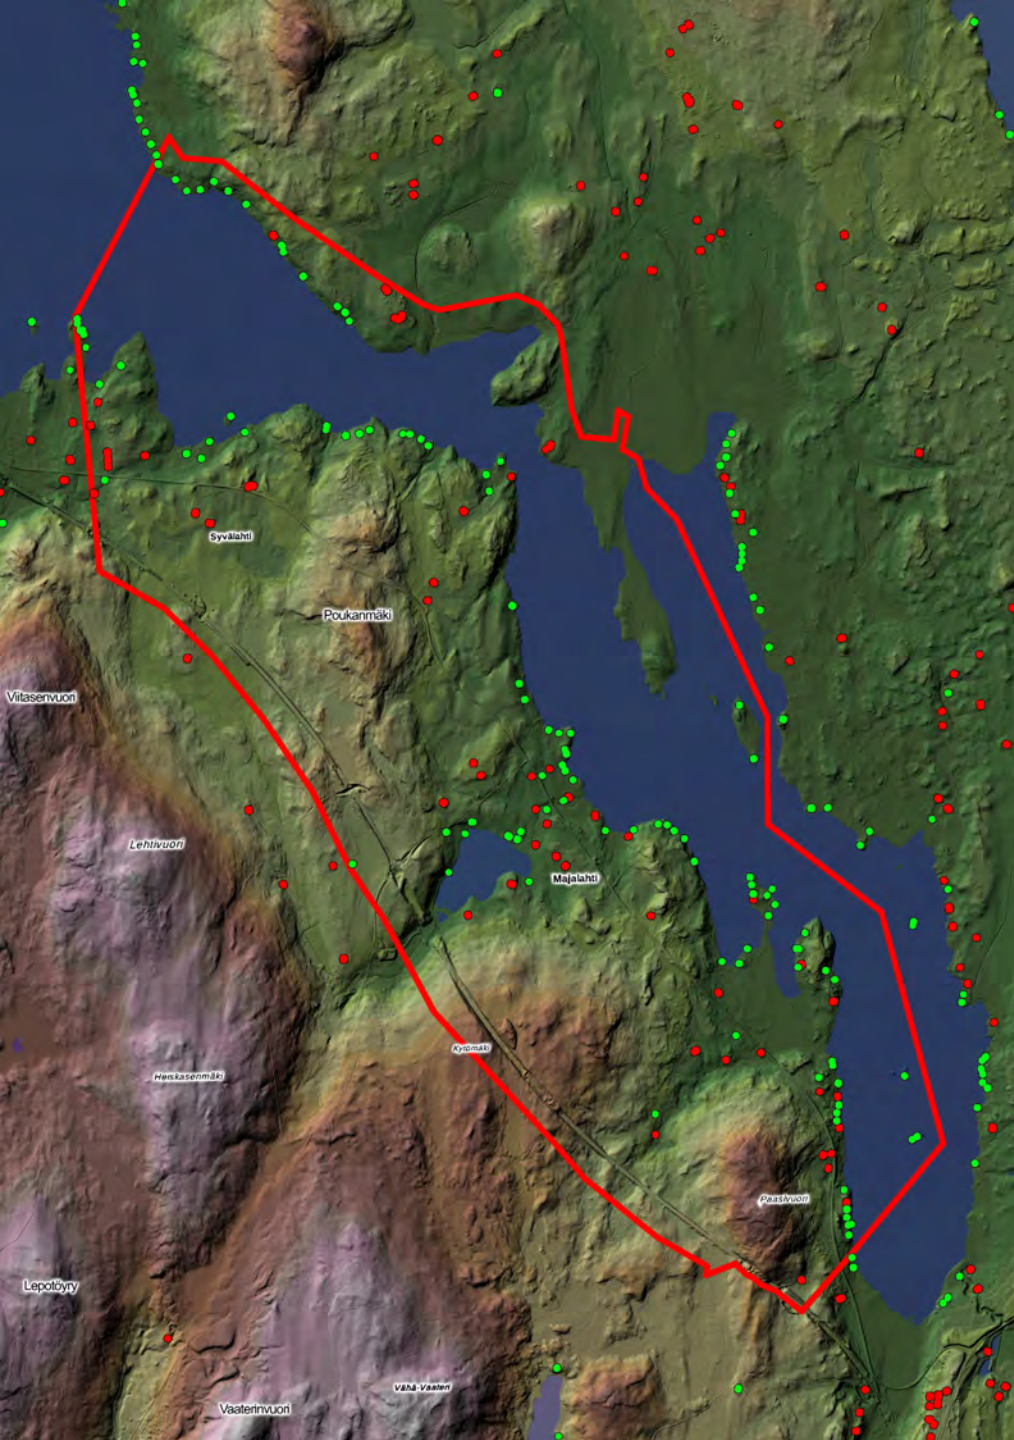 Syvälahti
Poukanmäki
Viitasenvuori
Lehtivuori
Majalahti
Kytömäki
Heiskasenmäki
Paasivuori
Lepotöyry
Vähä-Vaateri
Vaaterinvuori